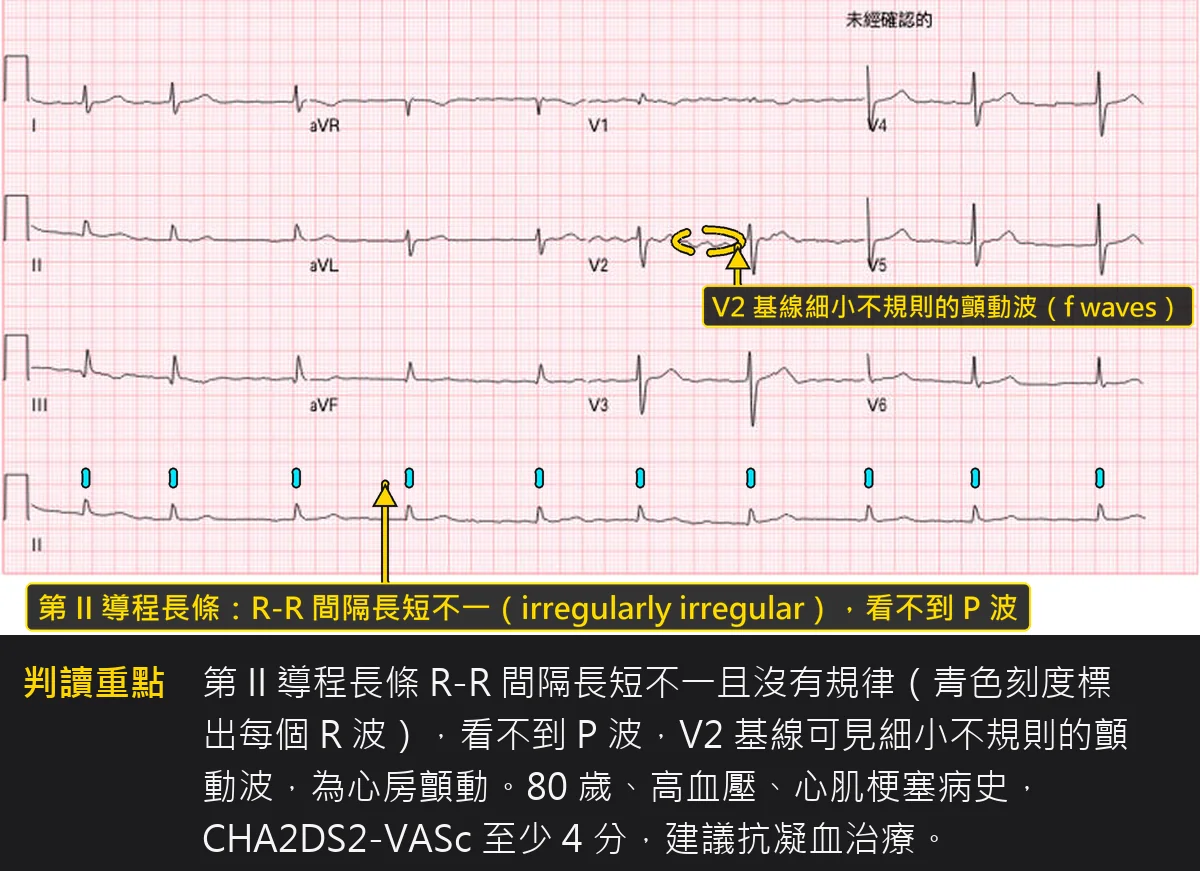 未經確認的
I
aVR
V1
V4
II
aVL
V2
V5
V2 基線細小不規則的顫動波（f waves）
III
aVF
V3
V6
II
第 II 導程長條：R-R 間隔長短不一（irregularly irregular），看不到 P 波
判讀重點
第 II 導程長條 R-R 間隔長短不一且沒有規律（青色刻度標
出每個 R 波），看不到 P 波，V2 基線可見細小不規則的顫
動波，為心房顫動。80 歲、高血壓、心肌梗塞病史，
CHA2DS2-VASc 至少 4 分，建議抗凝血治療。